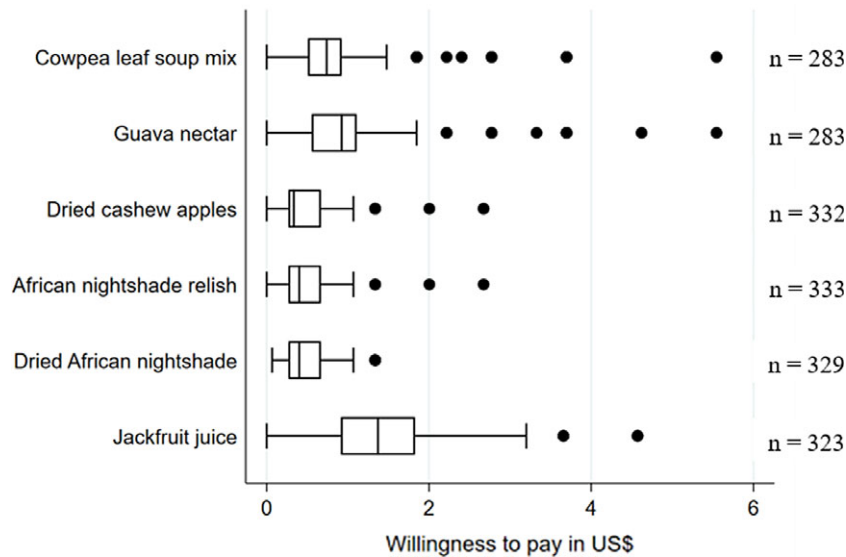 Cowpea leaf soup mix n = 283
Guava nectar n = 283
Dried cashew apples n = 332
African nightshade relish n = 333
Dried African nightshade n = 329
Jackfruit juice n = 323
0 2 4 6
Willingness to pay in US$